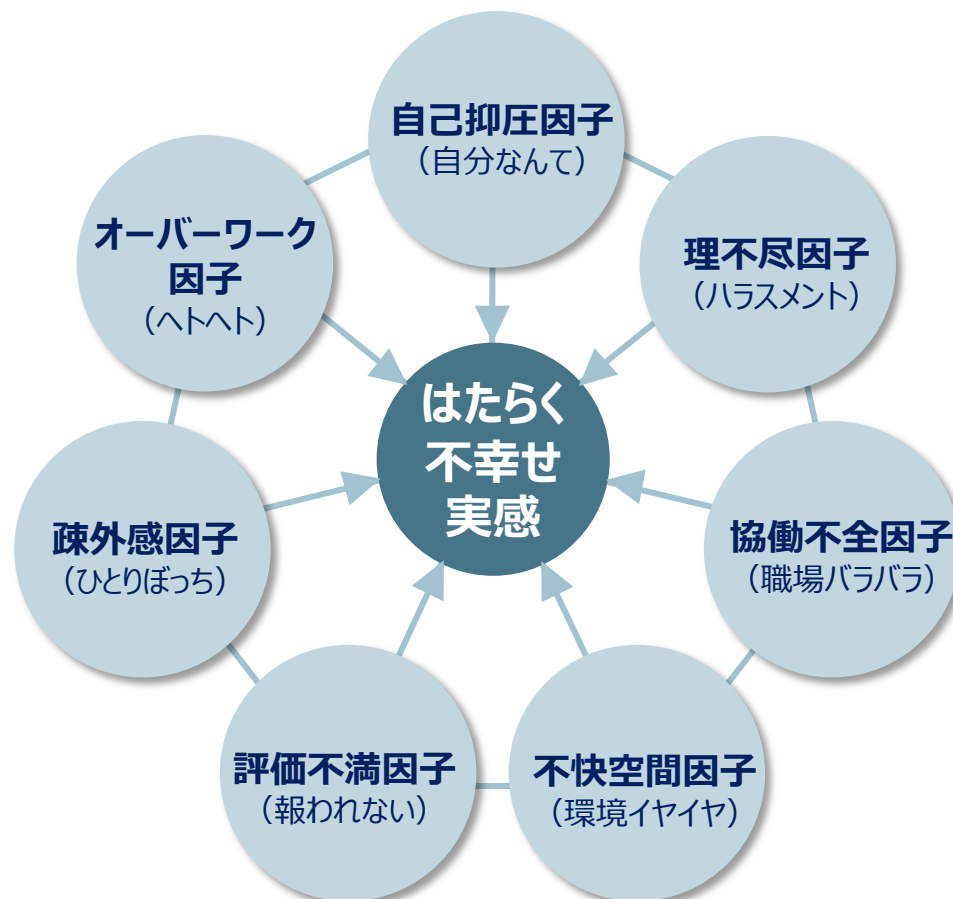 自己抑圧因子
（自分なんて）
理不尽因子
（ハラスメント）
協働不全因子
（職場バラバラ）
不快空間因子
（環境イヤイヤ）
評価不満因子
（報われない）
疎外感因子
（ひとりぼっち）
オーバーワーク
因子
（ヘトヘト）
はたらく
不幸せ
実感